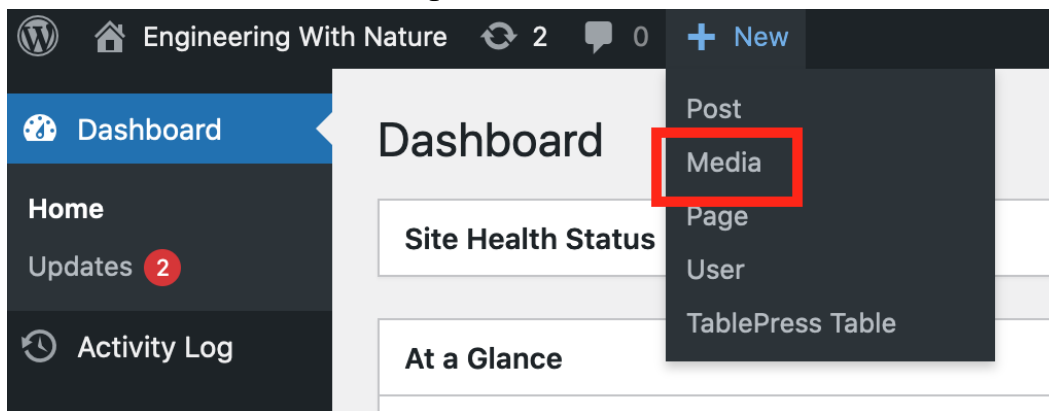 Engineering With Nature 2 0 + New
Dashboard
Home
Updates 2
Activity Log
Dashboard
Site Health Status
At a Glance
Post
Media
Page
User
TablePress Table